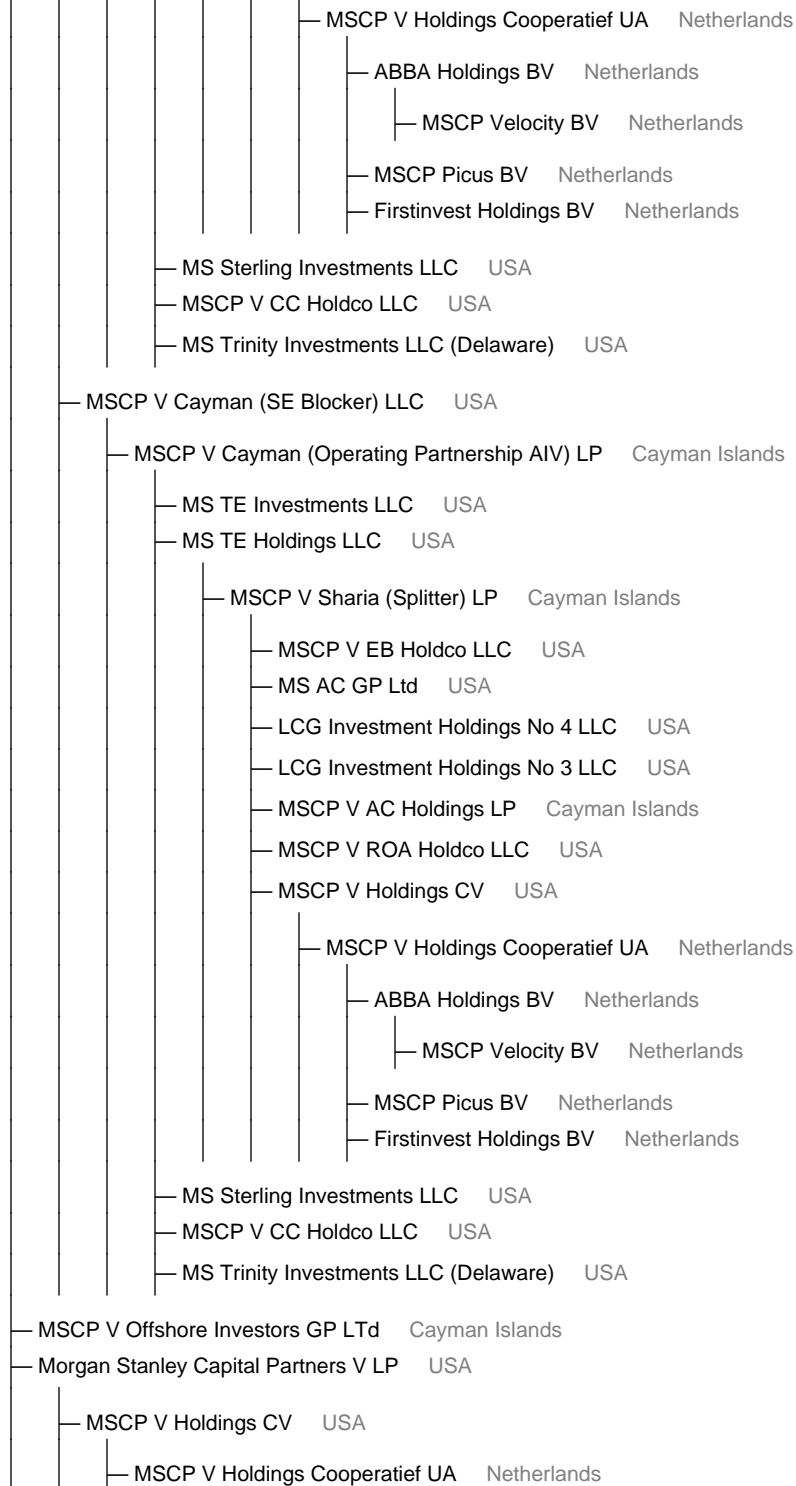 MSCP V Holdings Cooperatief UA Netherlands
ABBA Holdings BV Netherlands
MSCP Velocity BV Netherlands
MSCP Picus BV Netherlands
Firstinvest Holdings BV Netherlands
MS Sterling Investments LLC USA
MSCP V CC Holdco LLC USA
MS Trinity Investments LLC (Delaware) USA
MSCP V Cayman (SE Blocker) LLC USA
MSCP V Cayman (Operating Partnership AIV) LP Cayman Islands
MS TE Investments LLC USA
MS TE Holdings LLC USA
MSCP V Sharia (Splitter) LP Cayman Islands
MSCP V EB Holdco LLC USA
MS AC GP Ltd USA
LCG Investment Holdings No 4 LLC USA
LCG Investment Holdings No 3 LLC USA
MSCP V AC Holdings LP Cayman Islands
MSCP V ROA Holdco LLC USA
MSCP V Holdings CV USA
MSCP V Holdings Cooperatief UA Netherlands
ABBA Holdings BV Netherlands
MSCP Velocity BV Netherlands
MSCP Picus BV Netherlands
Firstinvest Holdings BV Netherlands
MS Sterling Investments LLC USA
MSCP V CC Holdco LLC USA
MS Trinity Investments LLC (Delaware) USA
MSCP V Offshore Investors GP LTd Cayman Islands
Morgan Stanley Capital Partners V LP USA
MSCP V Holdings CV USA
MSCP V Holdings Cooperatief UA Netherlands